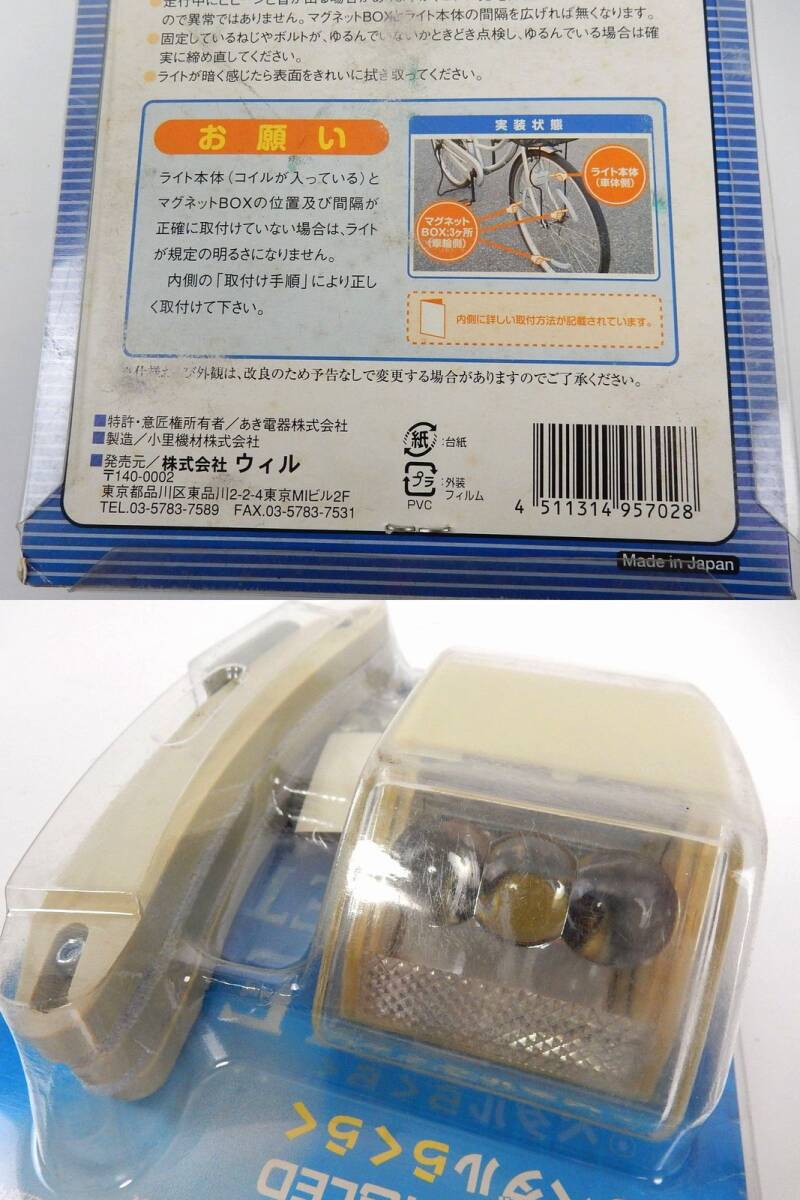 ので異常ではありません。マグネットBOXとライト本体の間隔を広げれば無くなります。
●固定しているねじやボルトが、ゆるんでいないかときどき点検し、ゆるんでいる場合は確
実に締め直してください。
●ライトが暗く感じたら表面をきれいに拭き取ってください。
お願い
ライト本体（コイルが入っている）と
マグネットBOXの位置及び間隔が
正確に取付けていない場合は、ライト
が規定の明るさになりません。
内側の「取付け手順」により正し
く取付けて下さい。
実装状態
ライト本体
（車体側）
マグネット
BOX:3ヶ所
（車輪側）
内側に詳しい取付方法が記載されています。
外観は、改良のため予告なしで変更する場合がありますのでご了承ください。
■特許・意匠権所有者／あき電器株式会社
■製造／小里機材株式会社
■発売元／株式会社 ウィル
〒140-0002
東京都品川区東品川2-2-4東京MIビル2F
TEL.03-5783-7589 FAX.03-5783-7531
紙 :台紙
プラ :外装
フィルム
PVC
4 511314 957028
Made in Japan
ダルらくらく
LED